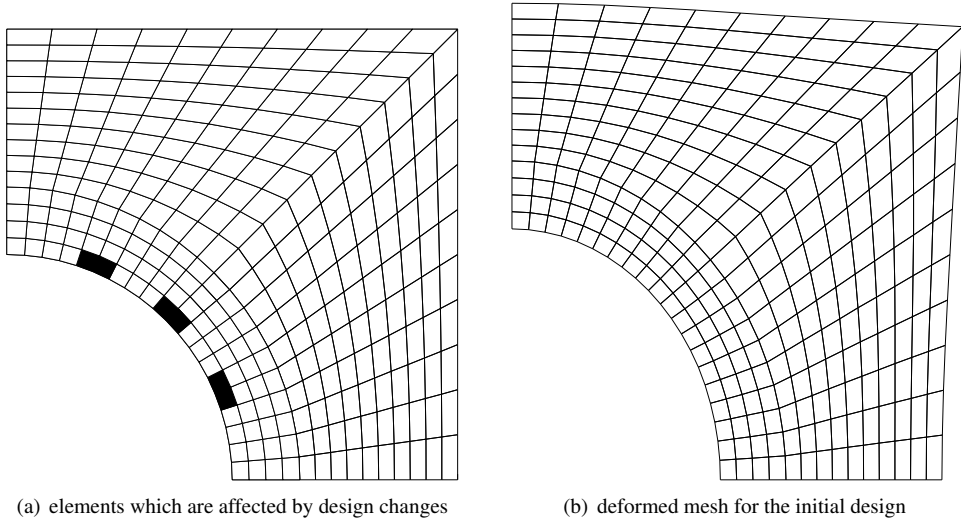 (a) elements which are affected by design changes
(b) deformed mesh for the initial design